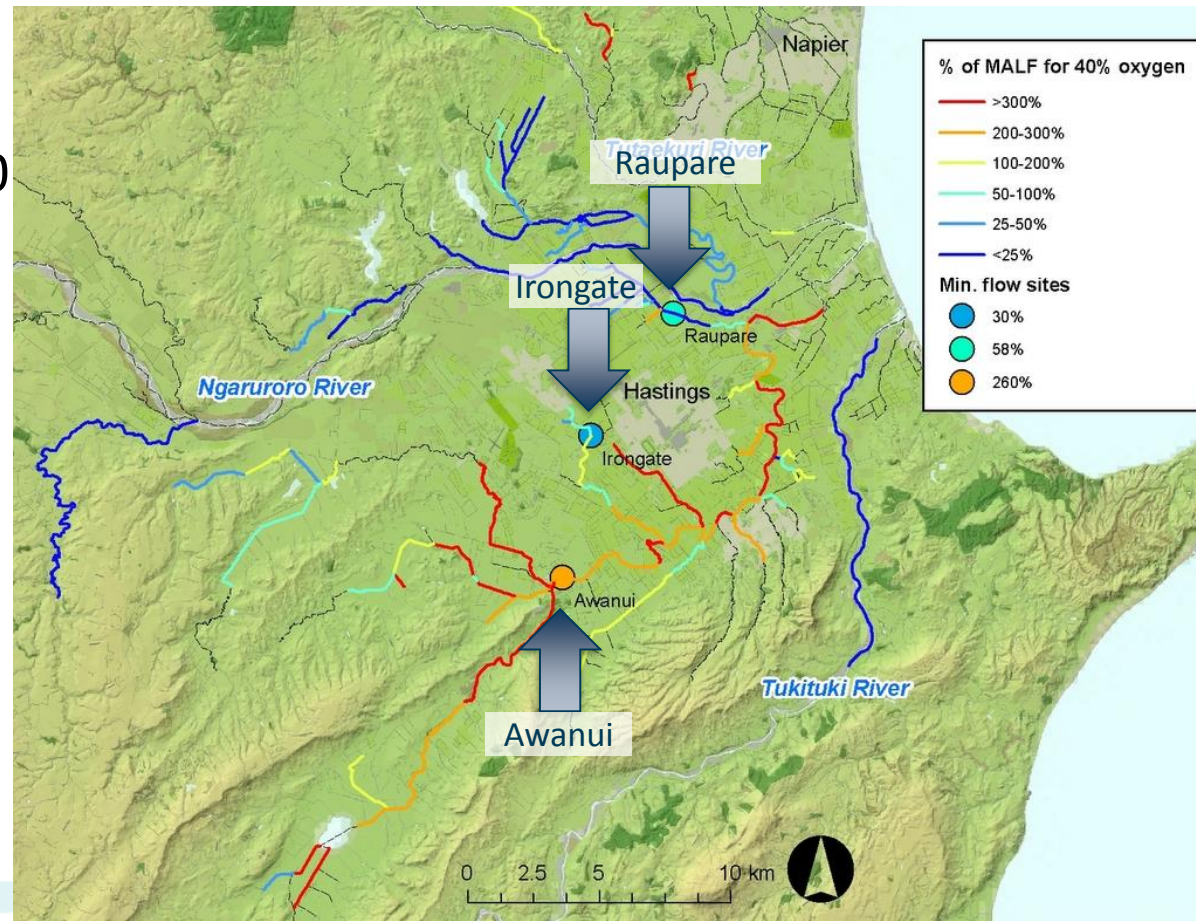 Napier
Tutaekuri River
Raupare
Irongate
Raupare
Ngaruroro River
Hastings
Irongate
Awanui
Tukituki River
Awanui
0 2.5 5 10 km
% of MALF for 40% oxygen
>300%
200-300%
100-200%
50-100%
25-50%
<25%
Min. flow sites
30%
58%
260%